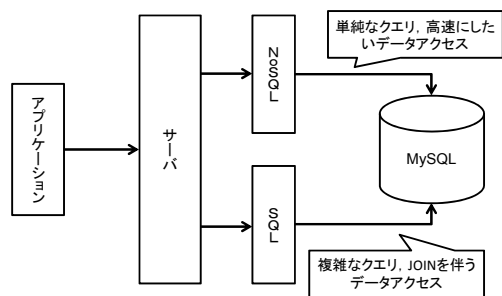 アプリケーション
サーバ
NoSQL
SQL
単純なクエリ，高速にした
いデータアクセス
MySQL
複雑なクエリ，JOINを伴う
データアクセス